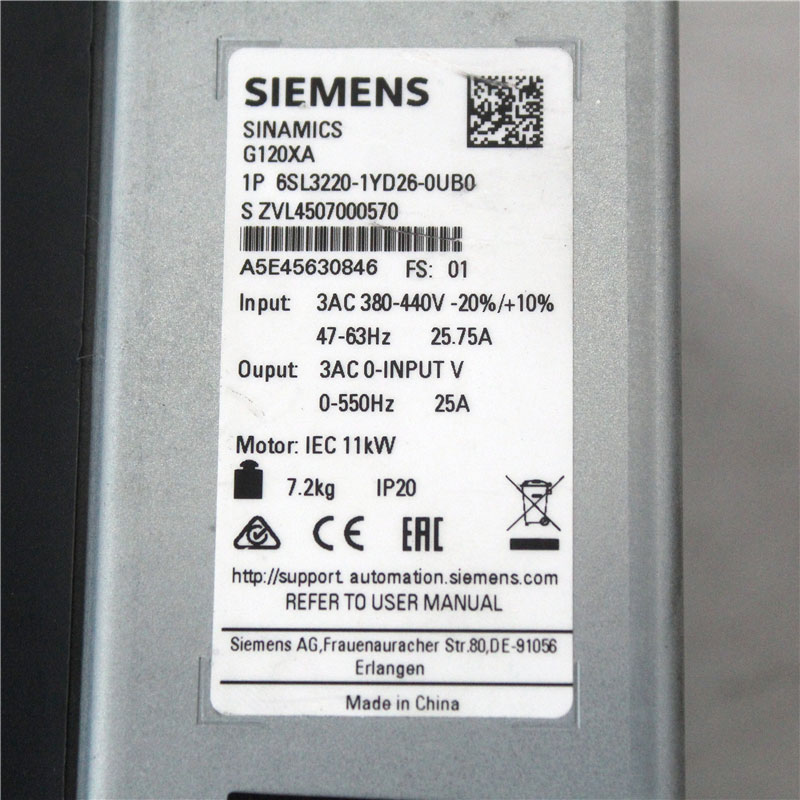 SIEMENS
SINAMICS
G120XA
1P 6SL3220-1YD26-0UB0
S ZVL4507000570
A5E45630846 FS: 01
Input: 3AC 380-440V -20%/+10%
47-63Hz 25.75A
Ouput: 3AC 0-INPUT V
0-550Hz 25A
Motor: IEC 11kW
7.2kg IP20
CE EAC
http://support.automation.siemens.com
REFER TO USER MANUAL
Siemens AG,Frauenauracher Str.80,DE-91056
Erlangen
Made in China